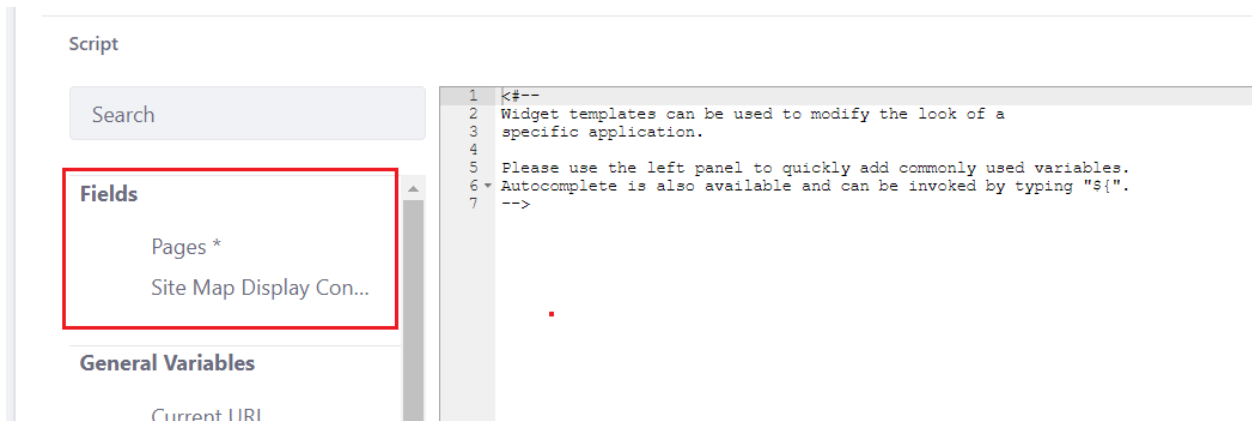 Script
Search
Fields
Pages *
Site Map Display Con...
General Variables
Current URL
1 <#--
2 Widget templates can be used to modify the look of a
3 specific application.
4
5 Please use the left panel to quickly add commonly used variables.
6 Autocomplete is also available and can be invoked by typing "${".
7 -->